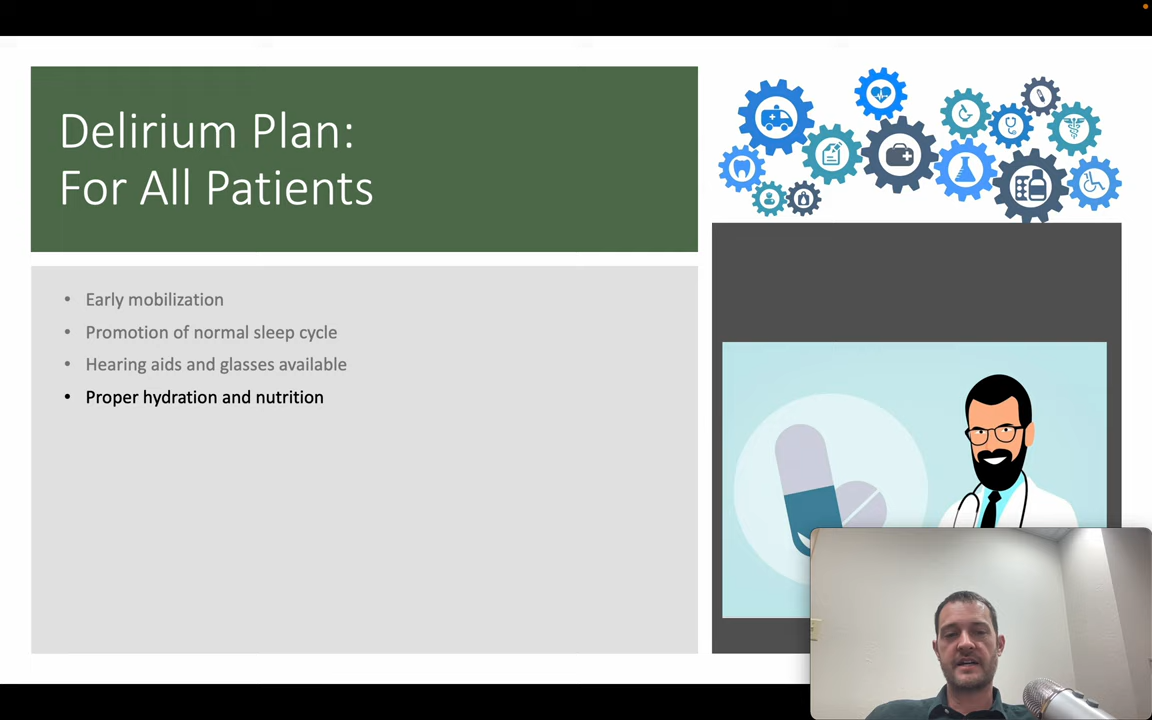 Delirium Plan:
For All Patients
• Early mobilization
• Promotion of normal sleep cycle
• Hearing aids and glasses available
• Proper hydration and nutrition